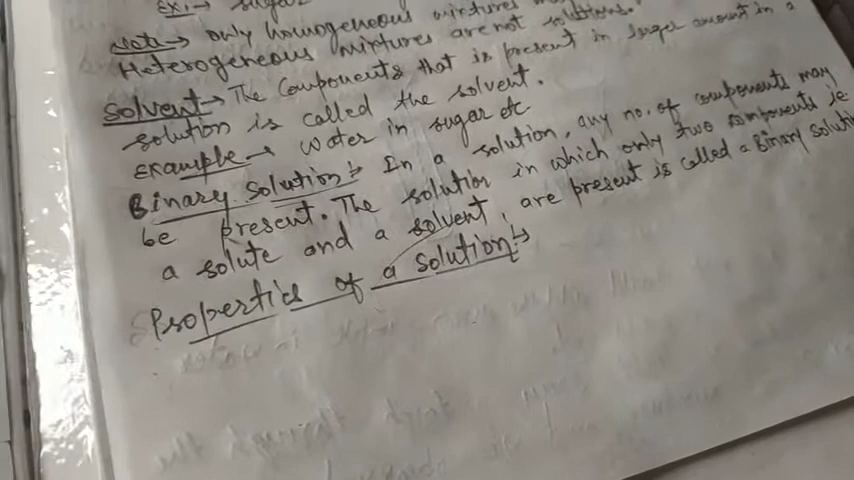 Ex:→ sugar
Note→ only homogeneous mixtures
Heterogeneous mixtures are not solutions.
Solvent→ The Components that is present in larger amount in a
solution is called the solvent.
Example→ Water in sugar etc
Binary Solution:→ In a solution, any no. of components may
be present. The solution in which only two components ie
a solute and a solvent, are present is called a Binary solution
Properties of a solution:→